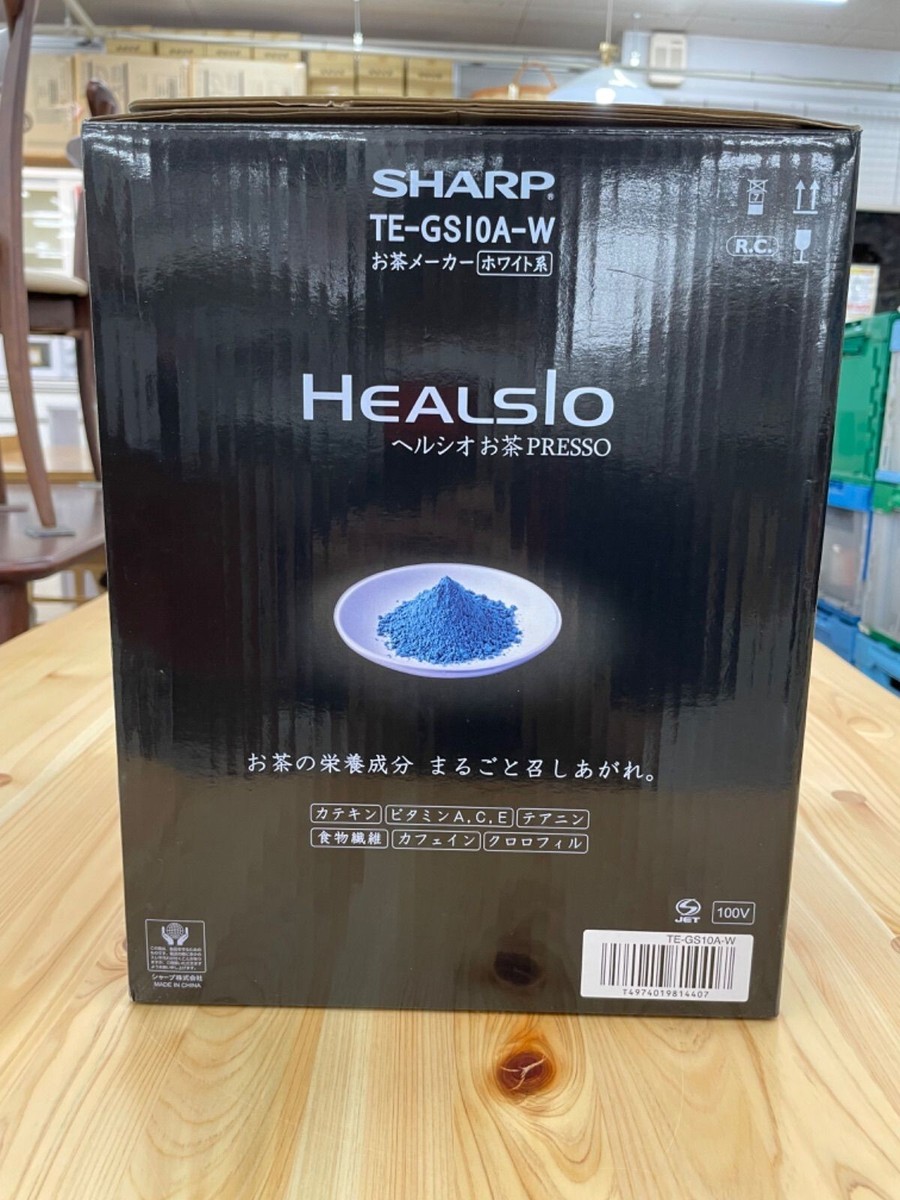 SHARP
TE-GS10A-W
お茶メーカー ホワイト系
R.C.
HEALSIO
ヘルシオお茶PRESSO
お茶の栄養成分 まるごと召しあがれ。
カテキン ビタミンA,C,E テアニン
食物繊維 カフェイン クロロフィル
JET 100V
TE-GS10A-W
T4974019814407
シャープ株式会社
MADE IN CHINA